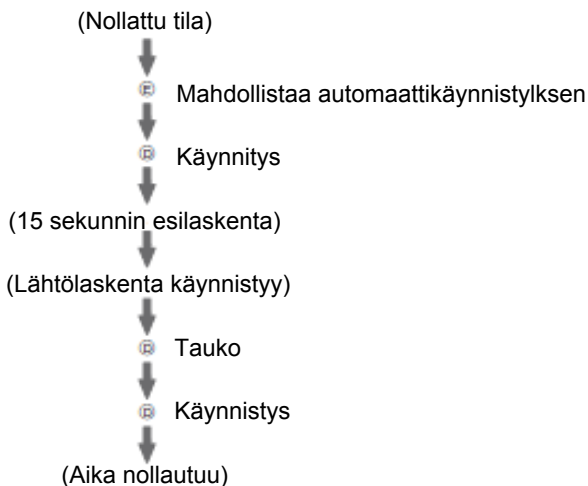 (Nollattu tila)
Ⓔ Mahdollistaa automaattikäynnistylksen
Ⓓ Käynnitys
(15 sekunnin esilaskenta)
(Lähtölaskenta käynnistyy)
Ⓓ Tauko
Ⓓ Käynnistys
(Aika nollautuu)